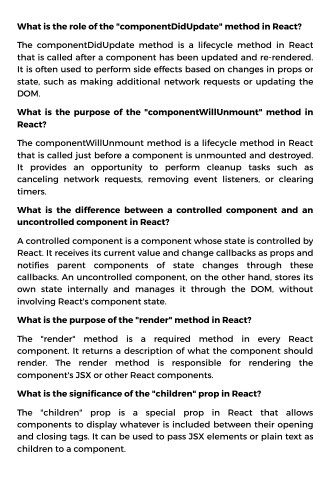 What is the role of the "componentDidUpdate" method in React?
The componentDidUpdate method is a lifecycle method in React
that is called after a component has been updated and re-rendered.
It is often used to perform side effects based on changes in props or
state, such as making additional network requests or updating the
DOM.
What is the purpose of the "componentWillUnmount" method in
React?
The componentWillUnmount method is a lifecycle method in React
that is called just before a component is unmounted and destroyed.
It provides an opportunity to perform cleanup tasks such as
canceling network requests, removing event listeners, or clearing
timers.
What is the difference between a controlled component and an
uncontrolled component in React?
A controlled component is a component whose state is controlled by
React. It receives its current value and change callbacks as props and
notifies parent components of state changes through these
callbacks. An uncontrolled component, on the other hand, stores its
own state internally and manages it through the DOM, without
involving React's component state.
What is the purpose of the "render" method in React?
The "render" method is a required method in every React
component. It returns a description of what the component should
render. The render method is responsible for rendering the
component's JSX or other React components.
What is the significance of the "children" prop in React?
The "children" prop is a special prop in React that allows
components to display whatever is included between their opening
and closing tags. It can be used to pass JSX elements or plain text as
children to a component.